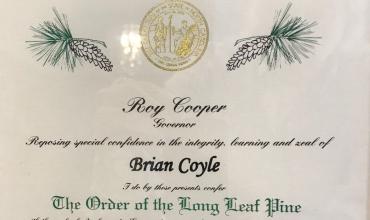 Roy Cooper
Governor
Reposing special confidence in the integrity, learning and zeal of
Brian Coyle
I do by these presents confer
The Order of the Long Leaf Pine